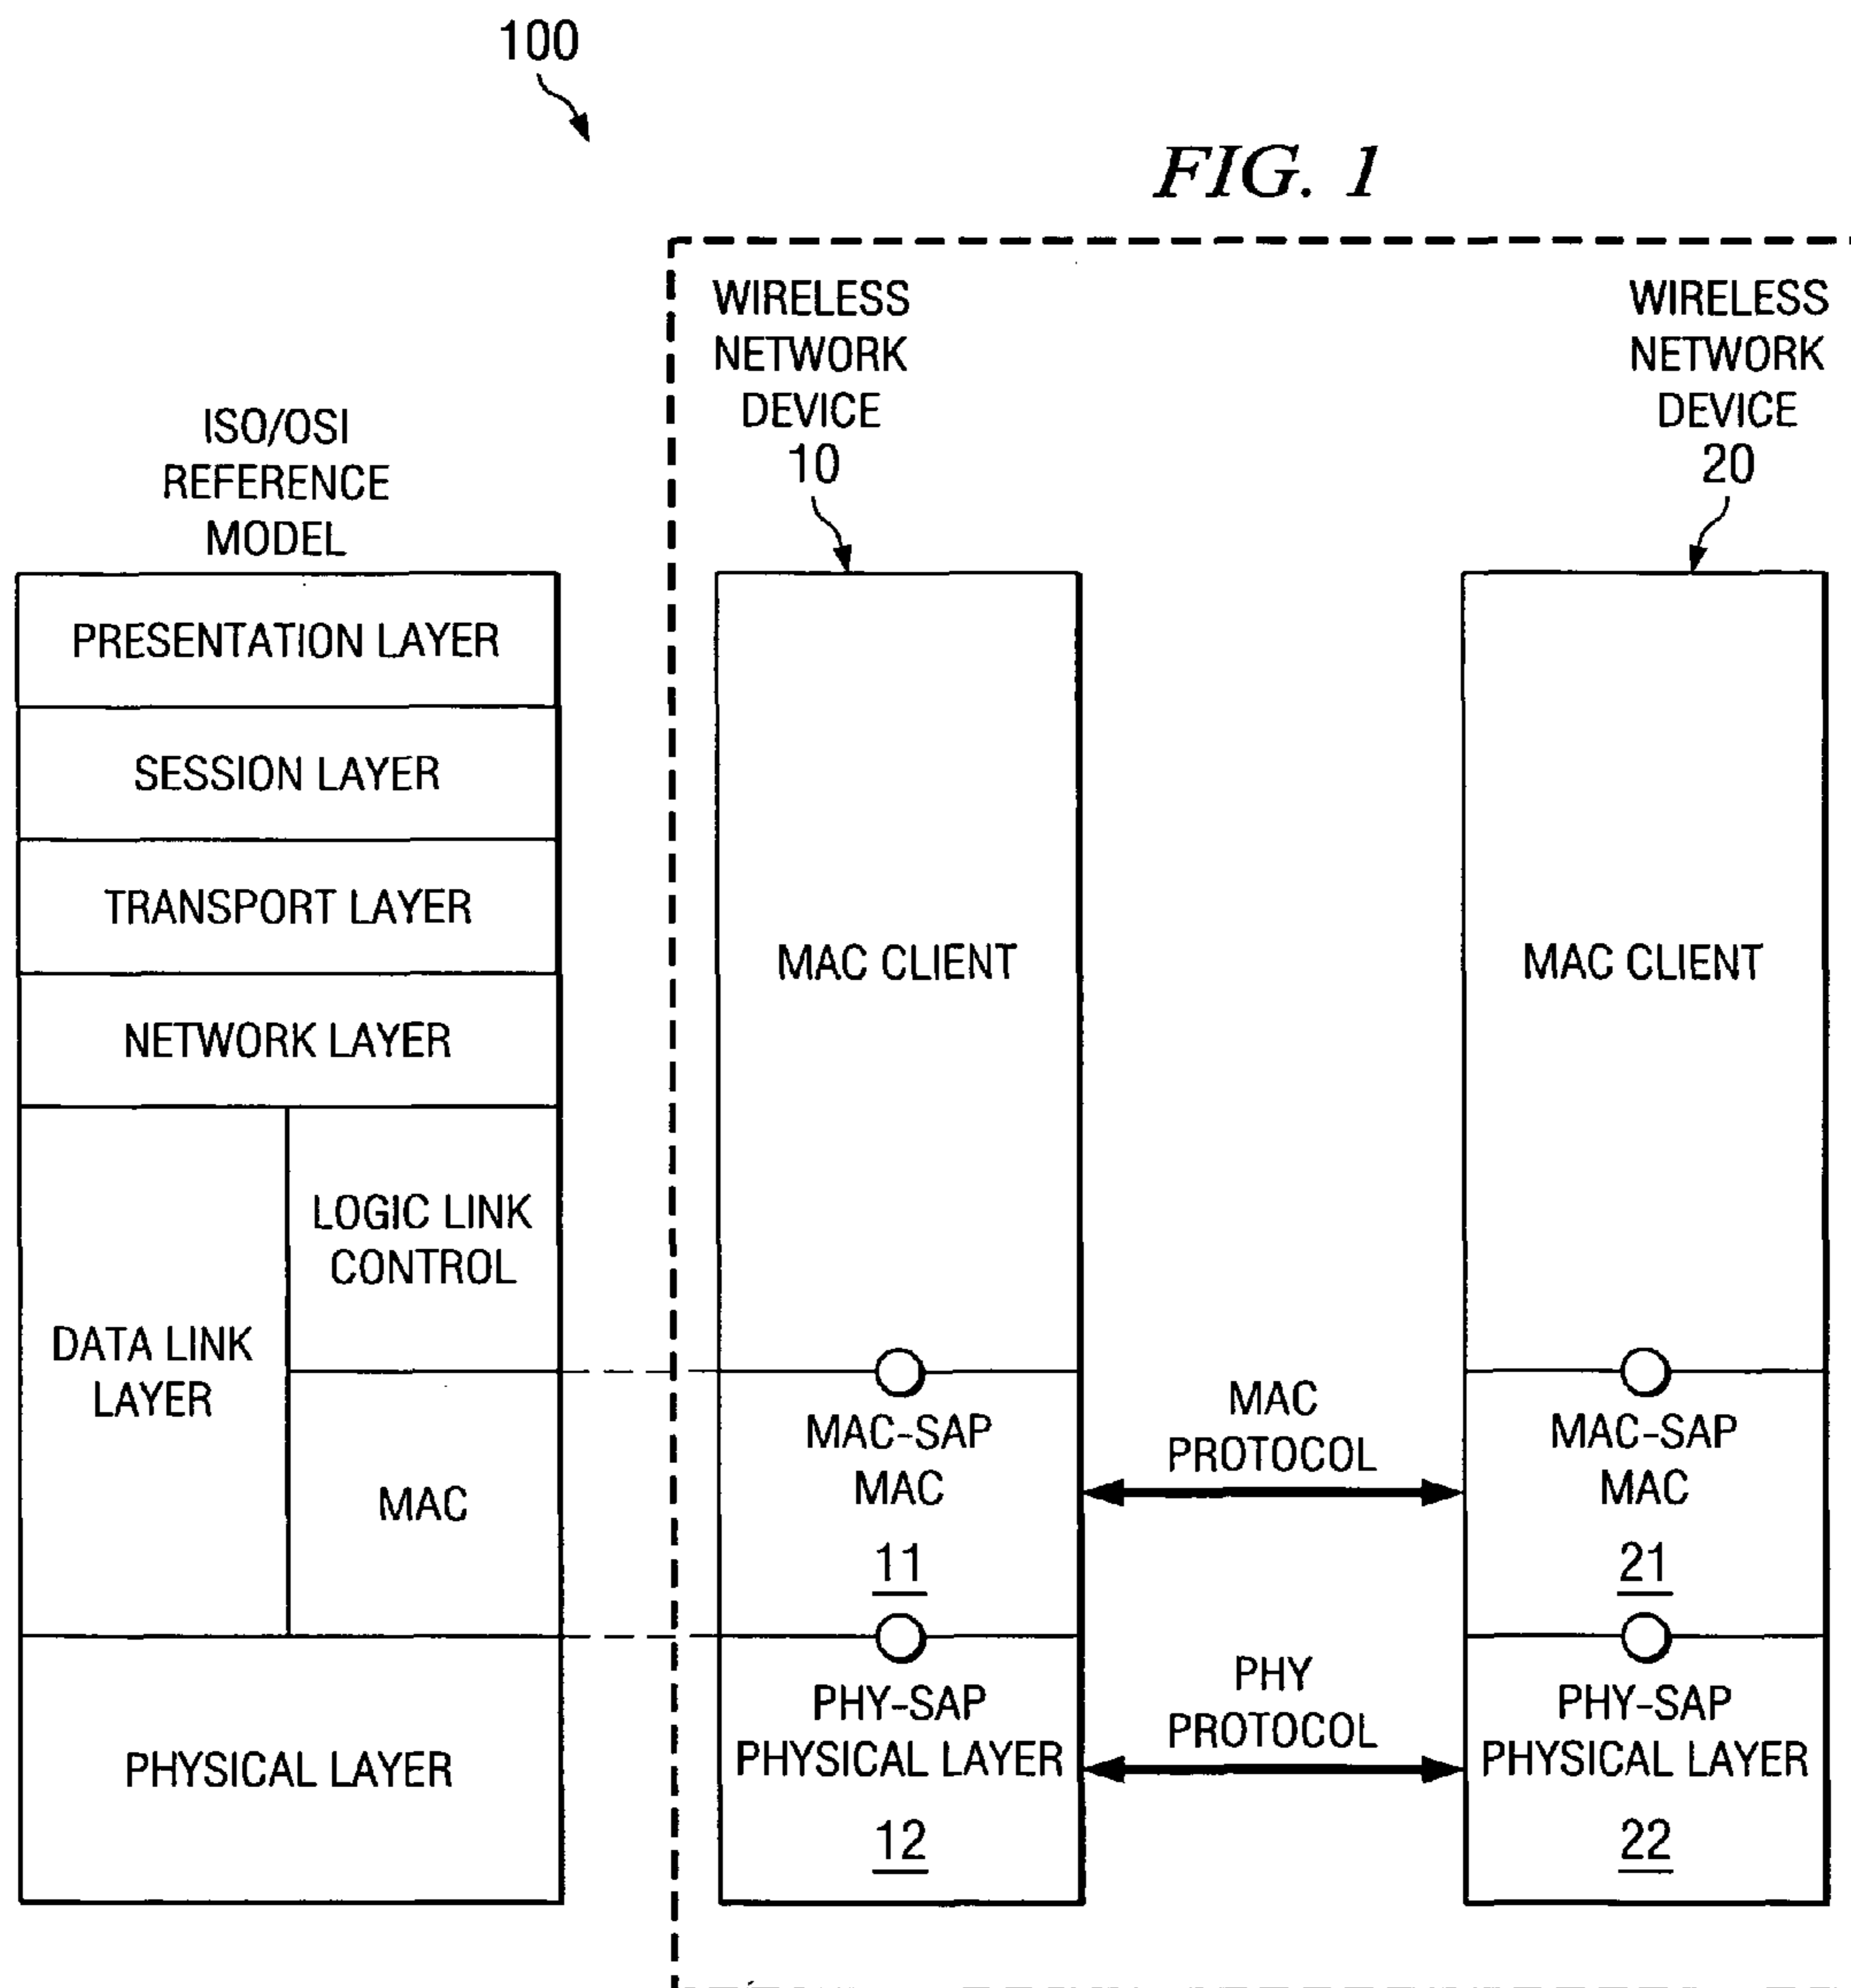 100
FIG. 1
WIRELESS
NETWORK
DEVICE
10
WIRELESS
NETWORK
DEVICE
20
ISO/OSI
REFERENCE
MODEL
PRESENTATION LAYER
SESSION LAYER
TRANSPORT LAYER
NETWORK LAYER
DATA LINK
LAYER
LOGIC LINK
CONTROL
MAC
PHYSICAL LAYER
MAC CLIENT
MAC-SAP
MAC
11
PHY-SAP
PHYSICAL LAYER
12
MAC
PROTOCOL
PHY
PROTOCOL
MAC CLIENT
MAC-SAP
MAC
21
PHY-SAP
PHYSICAL LAYER
22